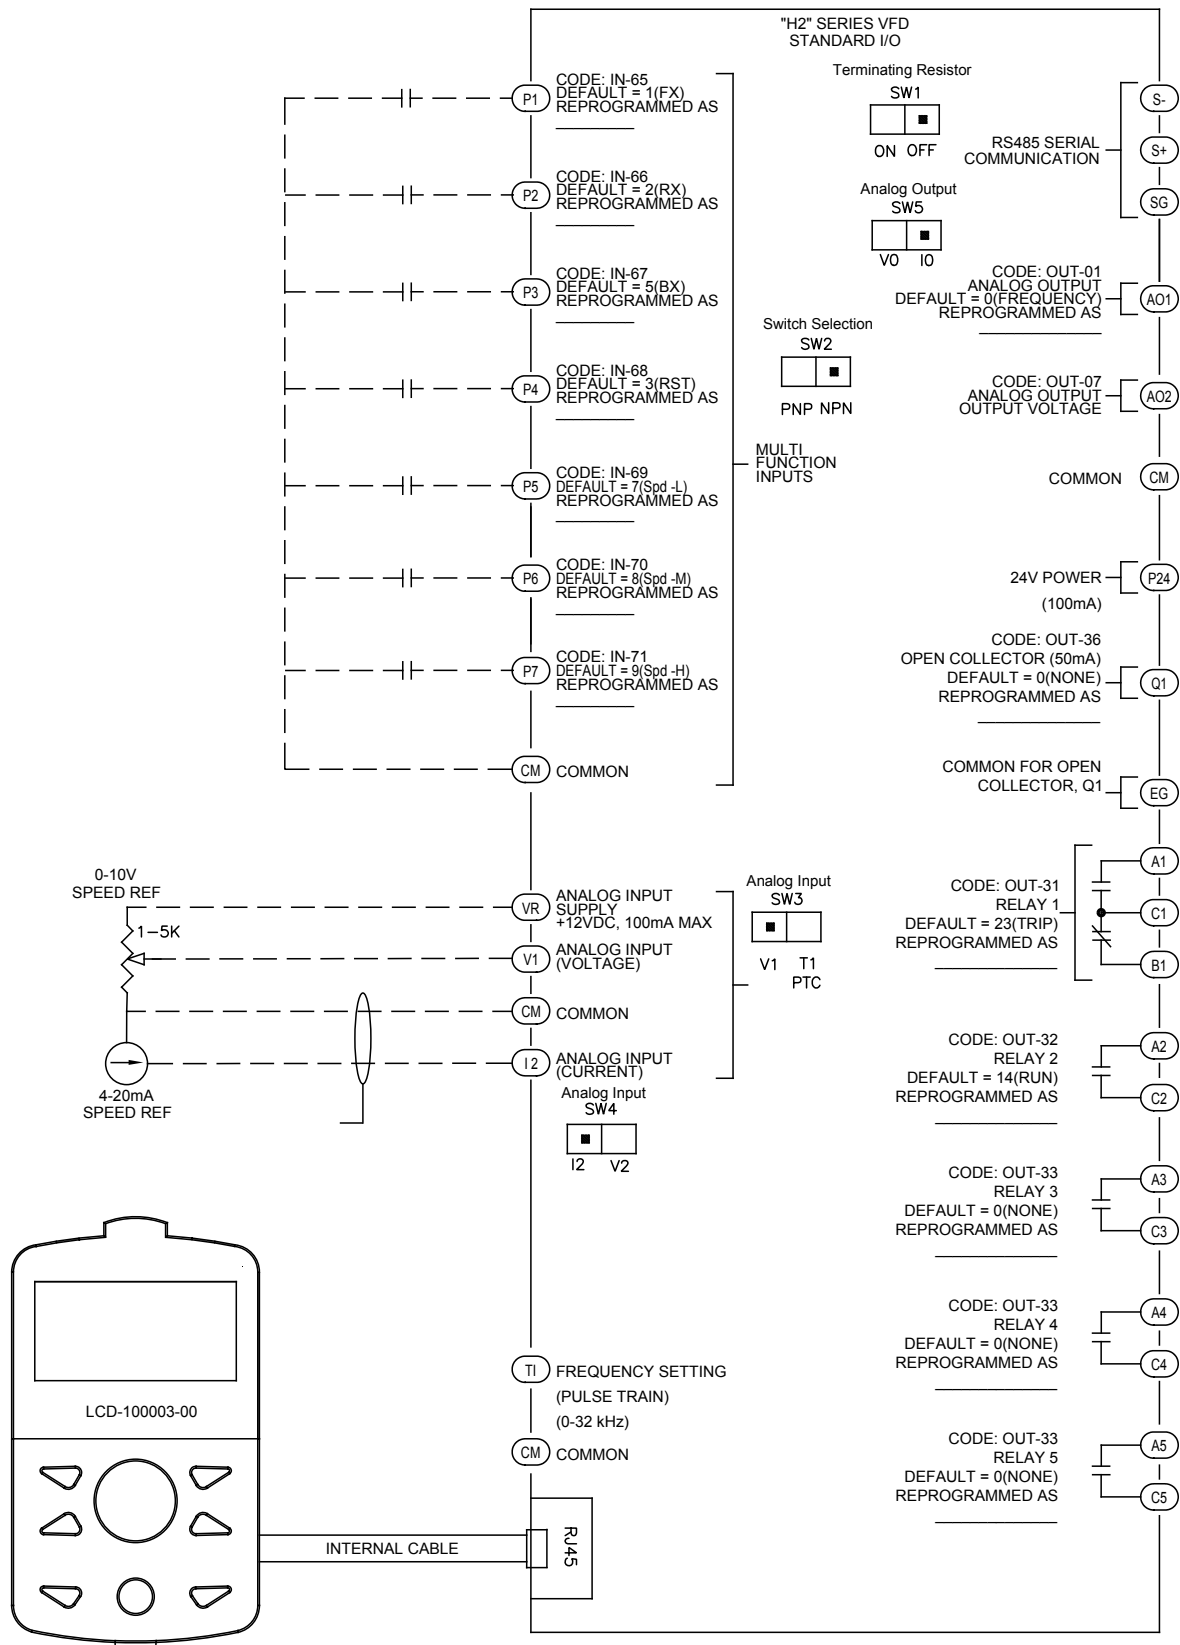 "H2" SERIES VFD
STANDARD I/O
P1
CODE: IN-65
DEFAULT = 1(FX)
REPROGRAMMED AS
P2
CODE: IN-66
DEFAULT = 2(RX)
REPROGRAMMED AS
P3
CODE: IN-67
DEFAULT = 5(BX)
REPROGRAMMED AS
P4
CODE: IN-68
DEFAULT = 3(RST)
REPROGRAMMED AS
P5
CODE: IN-69
DEFAULT = 7(Spd -L)
REPROGRAMMED AS
P6
CODE: IN-70
DEFAULT = 8(Spd -M)
REPROGRAMMED AS
P7
CODE: IN-71
DEFAULT = 9(Spd -H)
REPROGRAMMED AS
CM COMMON
MULTI
FUNCTION
INPUTS
Terminating Resistor
SW1
ON OFF
Analog Output
SW5
VO IO
Switch Selection
SW2
PNP NPN
RS485 SERIAL
COMMUNICATION
S-
S+
SG
CODE: OUT-01
ANALOG OUTPUT
DEFAULT = 0(FREQUENCY)
REPROGRAMMED AS
AO1
CODE: OUT-07
ANALOG OUTPUT
OUTPUT VOLTAGE
AO2
COMMON CM
24V POWER
(100mA)
P24
CODE: OUT-36
OPEN COLLECTOR (50mA)
DEFAULT = 0(NONE)
REPROGRAMMED AS
Q1
COMMON FOR OPEN
COLLECTOR, Q1
EG
0-10V
SPEED REF
1-5K
4-20mA
SPEED REF
VR
ANALOG INPUT
SUPPLY
+12VDC, 100mA MAX
V1
ANALOG INPUT
(VOLTAGE)
CM COMMON
I2
ANALOG INPUT
(CURRENT)
Analog Input
SW3
V1 T1
PTC
Analog Input
SW4
I2 V2
CODE: OUT-31
RELAY 1
DEFAULT = 23(TRIP)
REPROGRAMMED AS
A1
C1
B1
CODE: OUT-32
RELAY 2
DEFAULT = 14(RUN)
REPROGRAMMED AS
A2
C2
CODE: OUT-33
RELAY 3
DEFAULT = 0(NONE)
REPROGRAMMED AS
A3
C3
CODE: OUT-33
RELAY 4
DEFAULT = 0(NONE)
REPROGRAMMED AS
A4
C4
CODE: OUT-33
RELAY 5
DEFAULT = 0(NONE)
REPROGRAMMED AS
A5
C5
TI FREQUENCY SETTING
(PULSE TRAIN)
(0-32 kHz)
CM COMMON
LCD-100003-00
INTERNAL CABLE
RJ45